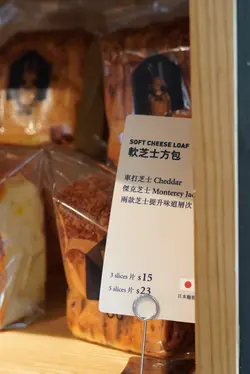 SOFT CHEESE LOAF
軟芝士方包
車打芝士 Cheddar
傑克芝士 Monterey Jac
兩款芝士提升味道層次
3 slices 片 $15
5 slices 片 $23